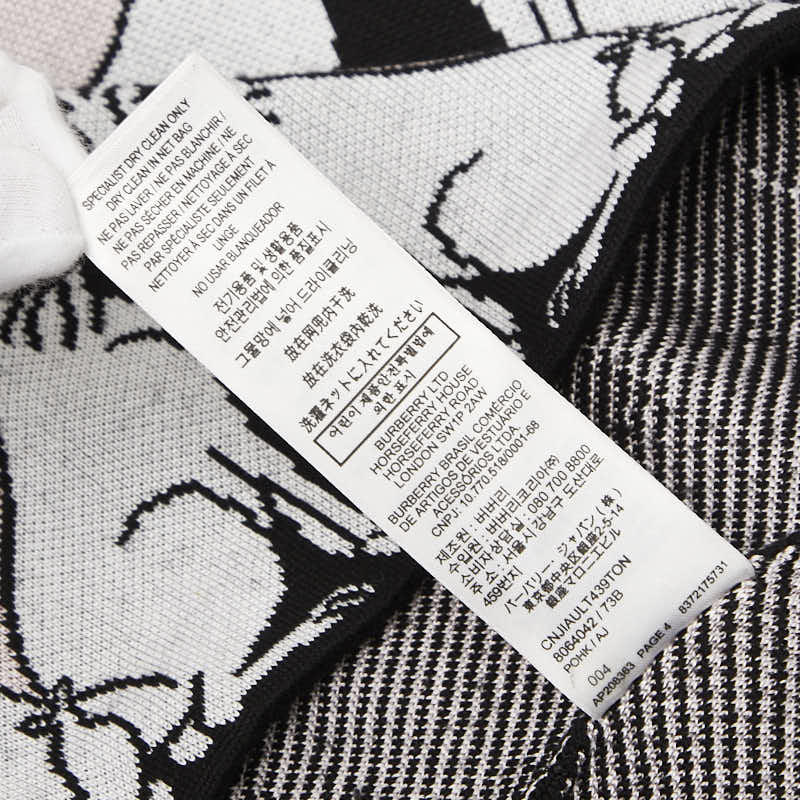 SPECIALIST DRY CLEAN ONLY
DRY CLEAN IN NET BAG
NE PAS LAVER / NE PAS BLANCHIR /
NE PAS SÉCHER EN MACHINE / NE
PAS REPASSER / NETTOYAGE À SEC
PAR SPÉCIALISTE SEULEMENT
NETTOYER À SEC DANS UN FILET À
LINGE
NO USAR BLANQUEADOR
전기용품 및 생활용품
안전관리법에 의한 품질표시
그물망에 넣어 드라이클리닝
放在网兜内干洗
放在洗衣袋內乾洗
洗濯ネットに入れてください
어린이 제품 안전특별법에
의한 표시
BURBERRY LTD
HORSEFERRY HOUSE
HORSEFERRY ROAD
LONDON SW1P 2AW
BURBERRY BRASIL COMÉRCIO
DE ARTIGOS DE VESTUÁRIO E
ACESSÓRIOS LTDA.
CNPJ: 10.770.518/0001-68
제조원 : 버버리
수입원 : 버버리코리아(주)
소비자상담실: 080 700 8800
주소 : 서울시 강남구 도산대로
459번지
バーバリー・ジャパン(株)
東京都中央区銀座2-5-14
銀座マロニエビル
CNJIAULT439TON
8064042 / 73B
POHK / AJ
004
AP208363 PAGE 4 6372175731